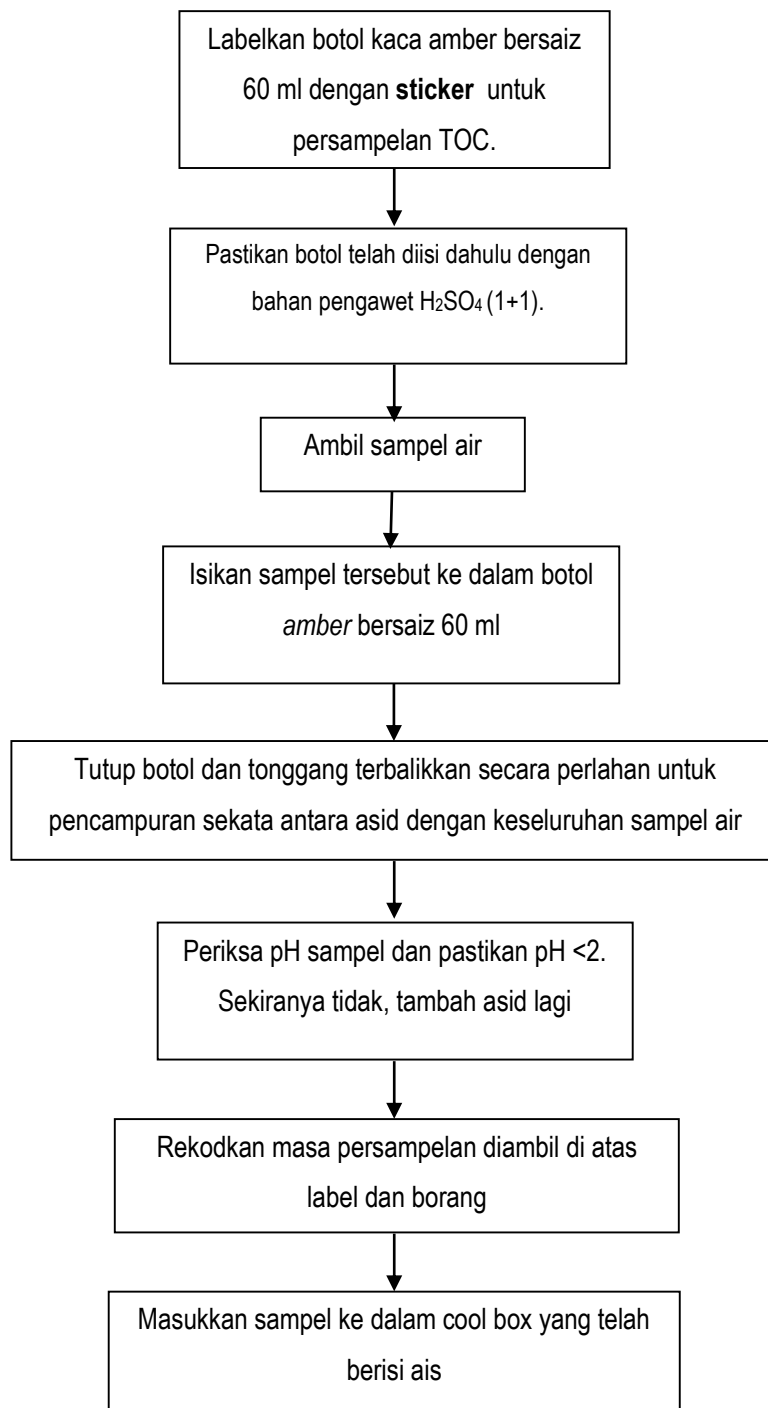 Labelkan botol kaca amber bersaiz
60 ml dengan sticker untuk
persampelan TOC.
Pastikan botol telah diisi dahulu dengan
bahan pengawet H₂SO₄ (1+1).
Ambil sampel air
Isikan sampel tersebut ke dalam botol
amber bersaiz 60 ml
Tutup botol dan tonggang terbalikkan secara perlahan untuk
pencampuran sekata antara asid dengan keseluruhan sampel air
Periksa pH sampel dan pastikan pH <2.
Sekiranya tidak, tambah asid lagi
Rekodkan masa persampelan diambil di atas
label dan borang
Masukkan sampel ke dalam cool box yang telah
berisi ais